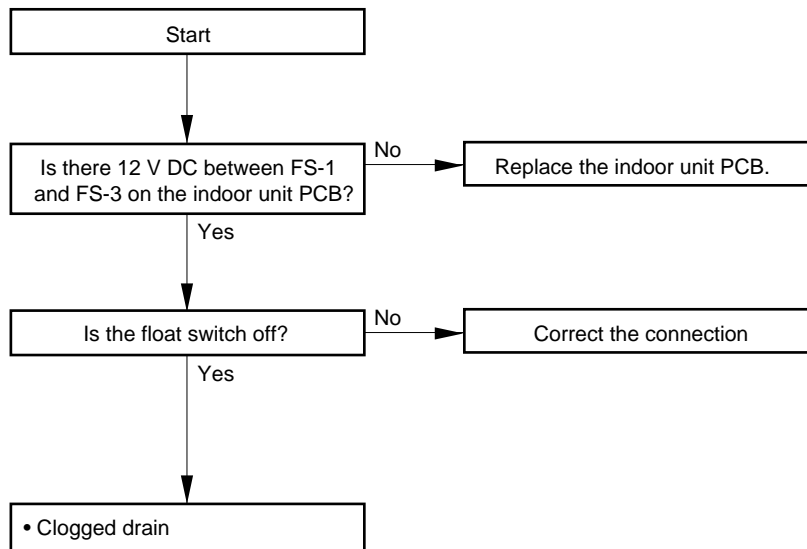 Start
Is there 12 V DC between FS-1
and FS-3 on the indoor unit PCB?
No
Replace the indoor unit PCB.
Yes
Is the float switch off?
No
Correct the connection
Yes
• Clogged drain